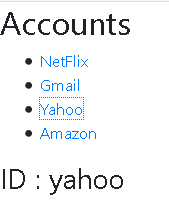 Accounts
NetFlix
Gmail
Yahoo
Amazon
ID : yahoo